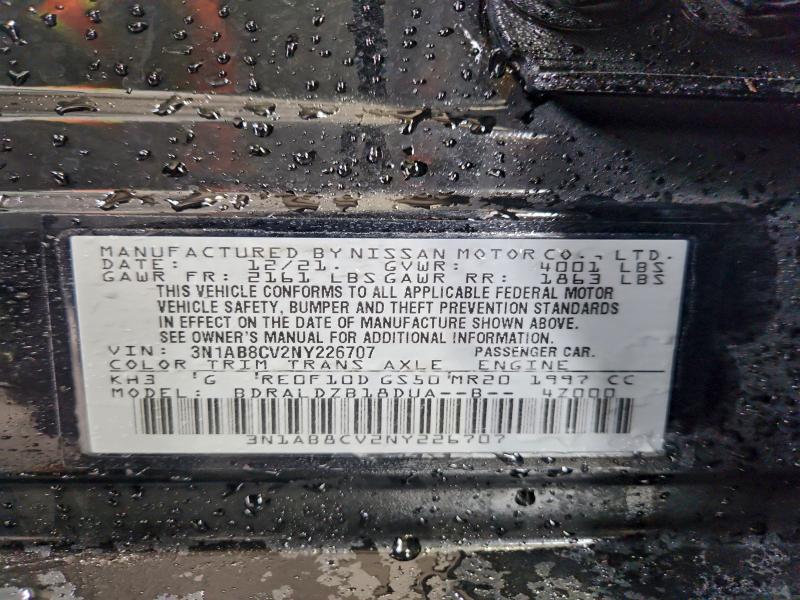 MANUFACTURED BY NISSAN MOTOR CO., LTD.
DATE: 12/21. GVWR: 4001 LBS
GAWR FR: 2161 LBS GAWR RR: 1863 LBS
THIS VEHICLE CONFORMS TO ALL APPLICABLE FEDERAL MOTOR
VEHICLE SAFETY, BUMPER AND THEFT PREVENTION STANDARDS
IN EFFECT ON THE DATE OF MANUFACTURE SHOWN ABOVE.
SEE OWNER'S MANUAL FOR ADDITIONAL INFORMATION.
VIN: 3N1AB8CV2NY226707 PASSENGER CAR.
COLOR TRIM TRANS AXLE ENGINE
KH3 'G 'RE0F10D GS50'MR20 1997 CC
MODEL: BDRALDZB18DUA--B-- 4Z000
3N1AB8CV2NY226707